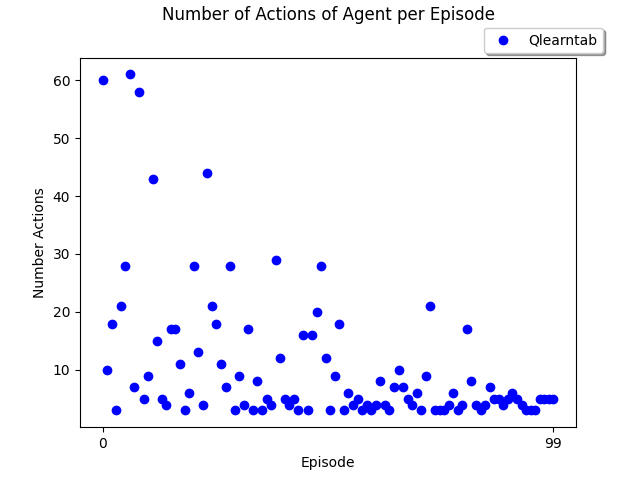 Number of Actions of Agent per Episode
Qlearntab
60
50
40
30
20
10
Number Actions
0
99
Episode